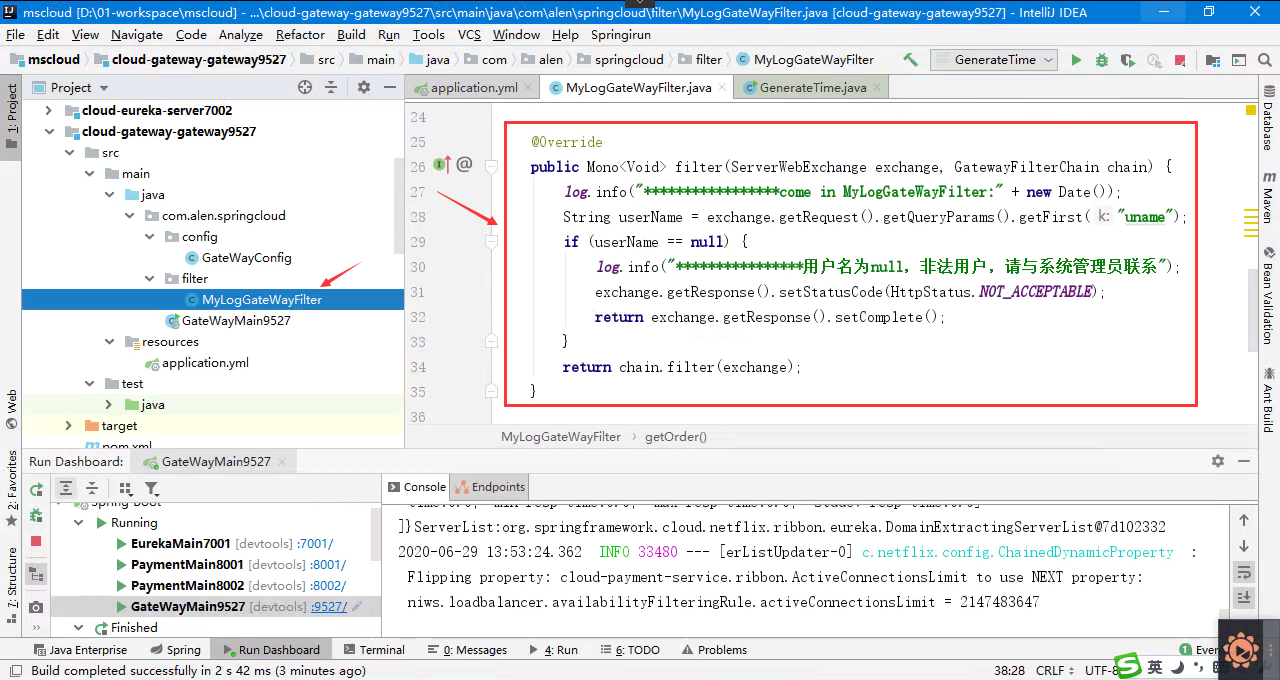 mscloud [D:\01-workspace\mscloud] - ...\cloud-gateway-gateway9527\src\main\java\com\alen\springcloud\filter\MyLogGateWayFilter.java [cloud-gateway-gateway9527] - IntelliJ IDEA
File Edit View Navigate Code Analyze Refactor Build Run Tools VCS Window Help Springirun
mscloud cloud-gateway-gateway9527 src main java com alen springcloud filter MyLogGateWayFilter GenerateTime
Project
application.yml MyLogGateWayFilter.java GenerateTime.java
1: Project
cloud-eureka-server7002
cloud-gateway-gateway9527
src
main
java
com.alen.springcloud
config
GateWayConfig
filter
MyLogGateWayFilter
GateWayMain9527
resources
application.yml
test
java
target
pom.xml
24
25 @Override
26 public Mono<Void> filter(ServerWebExchange exchange, GatewayFilterChain chain) {
27 log.info("*****************come in MyLogGateWayFilter:" + new Date());
28 String userName = exchange.getRequest().getQueryParams().getFirst( k: "uname");
29 if (userName == null) {
30 log.info("****************用户名为null，非法用户，请与系统管理员联系");
31 exchange.getResponse().setStatusCode(HttpStatus.NOT_ACCEPTABLE);
32 return exchange.getResponse().setComplete();
33 }
34 return chain.filter(exchange);
35 }
36
MyLogGateWayFilter › getOrder()
Database
Maven
Bean Validation
Ant Build
Web
2: Favorites
7: Structure
Run Dashboard: GateWayMain9527
Console Endpoints
Spring Boot
Running
EurekaMain7001 [devtools] :7001/
PaymentMain8001 [devtools] :8001/
PaymentMain8002 [devtools] :8002/
GateWayMain9527 [devtools] :9527/
Finished
]}ServerList:org.springframework.cloud.netflix.ribbon.eureka.DomainExtractingServerList@7d102332
2020-06-29 13:53:24.362 INFO 33480 --- [erListUpdater-0] c.netflix.config.ChainedDynamicProperty :
Flipping property: cloud-payment-service.ribbon.ActiveConnectionsLimit to use NEXT property:
niws.loadbalancer.availabilityFilteringRule.activeConnectionsLimit = 2147483647
Java Enterprise Spring Run Dashboard Terminal 0: Messages 4: Run 6: TODO Problems 1 Even
Build completed successfully in 2 s 42 ms (3 minutes ago) 38:28 CRLF UTF-8 英